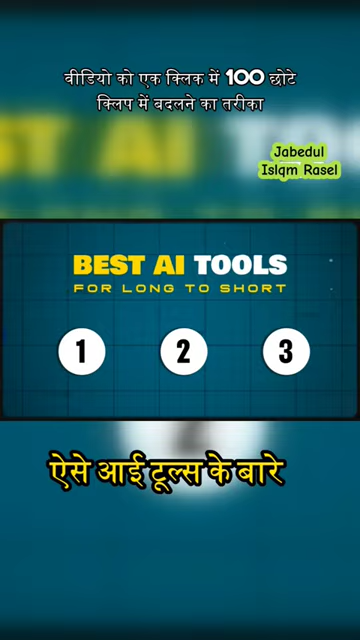 वीडियो को एक क्लिक में 100 छोटे
क्लिप में बदलने का तरीका
Jabedul
Islqm Rasel
BEST AI TOOLS
FOR LONG TO SHORT
1 2 3
ऐसे आई टूल्स के बारे